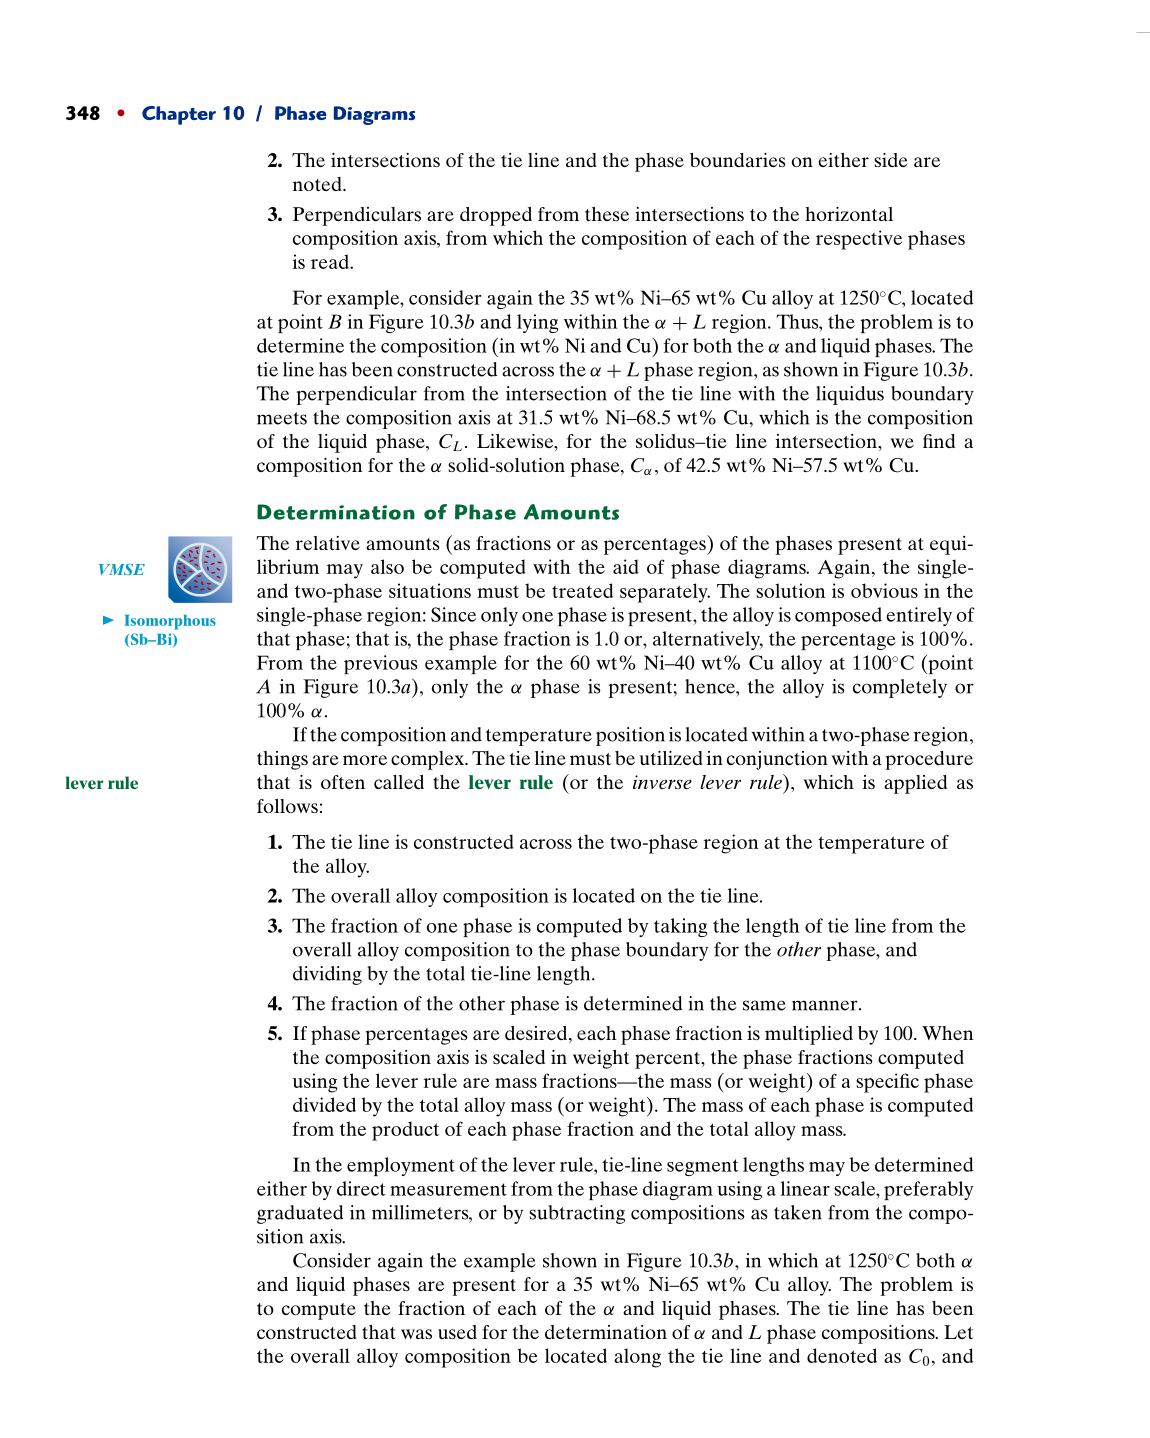 348 • Chapter 10 / Phase Diagrams
2. The intersections of the tie line and the phase boundaries on either side are
noted.
3. Perpendiculars are dropped from these intersections to the horizontal
composition axis, from which the composition of each of the respective phases
is read.
For example, consider again the 35 wt% Ni–65 wt% Cu alloy at 1250°C, located
at point B in Figure 10.3b and lying within the α + L region. Thus, the problem is to
determine the composition (in wt% Ni and Cu) for both the α and liquid phases. The
tie line has been constructed across the α + L phase region, as shown in Figure 10.3b.
The perpendicular from the intersection of the tie line with the liquidus boundary
meets the composition axis at 31.5 wt% Ni–68.5 wt% Cu, which is the composition
of the liquid phase, C_L. Likewise, for the solidus–tie line intersection, we find a
composition for the α solid-solution phase, C_α, of 42.5 wt% Ni–57.5 wt% Cu.
Determination of Phase Amounts
VMSE
► Isomorphous
(Sb–Bi)
The relative amounts (as fractions or as percentages) of the phases present at equi-
librium may also be computed with the aid of phase diagrams. Again, the single-
and two-phase situations must be treated separately. The solution is obvious in the
single-phase region: Since only one phase is present, the alloy is composed entirely of
that phase; that is, the phase fraction is 1.0 or, alternatively, the percentage is 100%.
From the previous example for the 60 wt% Ni–40 wt% Cu alloy at 1100°C (point
A in Figure 10.3a), only the α phase is present; hence, the alloy is completely or
100% α.
If the composition and temperature position is located within a two-phase region,
things are more complex. The tie line must be utilized in conjunction with a procedure
lever rule
that is often called the lever rule (or the inverse lever rule), which is applied as
follows:
1. The tie line is constructed across the two-phase region at the temperature of
the alloy.
2. The overall alloy composition is located on the tie line.
3. The fraction of one phase is computed by taking the length of tie line from the
overall alloy composition to the phase boundary for the other phase, and
dividing by the total tie-line length.
4. The fraction of the other phase is determined in the same manner.
5. If phase percentages are desired, each phase fraction is multiplied by 100. When
the composition axis is scaled in weight percent, the phase fractions computed
using the lever rule are mass fractions—the mass (or weight) of a specific phase
divided by the total alloy mass (or weight). The mass of each phase is computed
from the product of each phase fraction and the total alloy mass.
In the employment of the lever rule, tie-line segment lengths may be determined
either by direct measurement from the phase diagram using a linear scale, preferably
graduated in millimeters, or by subtracting compositions as taken from the compo-
sition axis.
Consider again the example shown in Figure 10.3b, in which at 1250°C both α
and liquid phases are present for a 35 wt% Ni–65 wt% Cu alloy. The problem is
to compute the fraction of each of the α and liquid phases. The tie line has been
constructed that was used for the determination of α and L phase compositions. Let
the overall alloy composition be located along the tie line and denoted as C₀, and